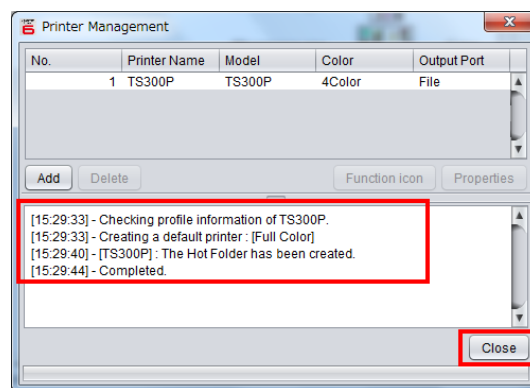 6 Printer Management
No. Printer Name Model Color Output Port
1 TS300P TS300P 4Color File
Add Delete Function icon Properties
[15:29:33] - Checking profile information of TS300P.
[15:29:33] - Creating a default printer : [Full Color]
[15:29:40] - [TS300P] : The Hot Folder has been created.
[15:29:44] - Completed.
Close